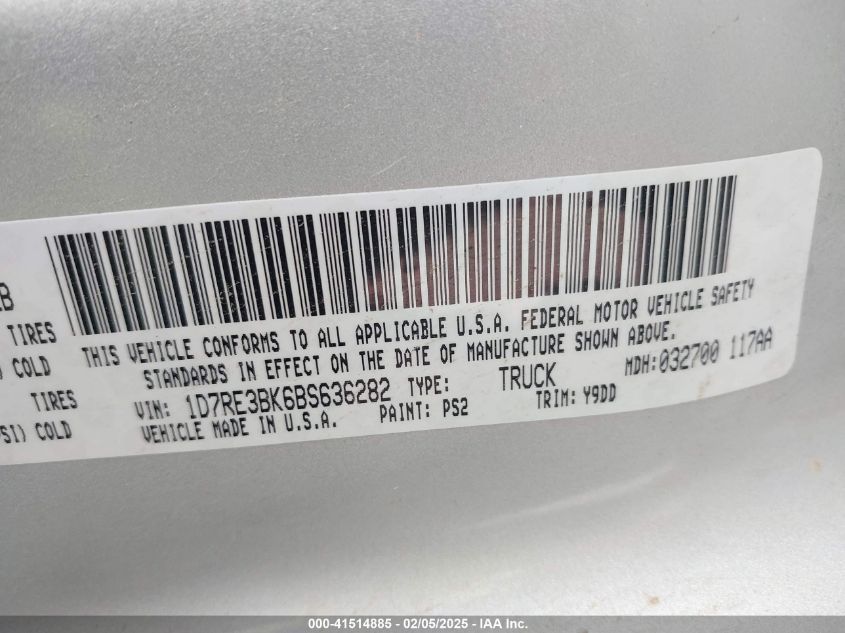 B
TIRES
COLD
TIRES
SI) COLD
THIS VEHICLE CONFORMS TO ALL APPLICABLE U.S.A. FEDERAL MOTOR VEHICLE SAFETY
STANDARDS IN EFFECT ON THE DATE OF MANUFACTURE SHOWN ABOVE.
VIN: 1D7RE3BK6BS636282 TYPE: TRUCK MDH:032700 117AA
VEHICLE MADE IN U.S.A. PAINT: PS2 TRIM: Y9DD
000-41514885 - 02/05/2025 - IAA Inc.